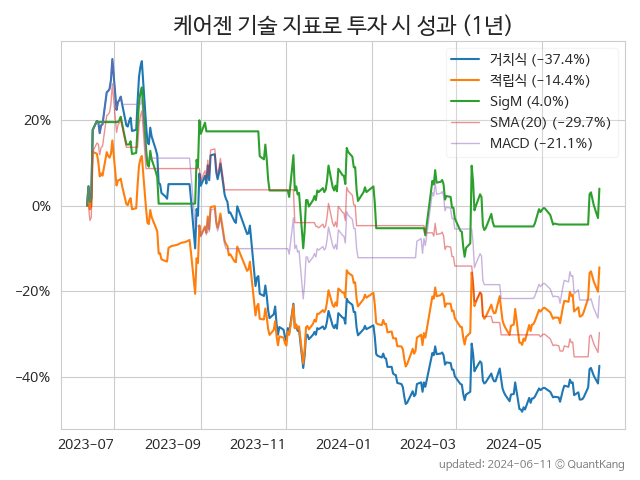 케어젠 기술 지표로 투자 시 성과 (1년)
거치식 (−37.4%)
적립식 (−14.4%)
SigM (4.0%)
SMA(20) (−29.7%)
MACD (−21.1%)
20%
0%
−20%
−40%
2023-07 2023-09 2023-11 2024-01 2024-03 2024-05
updated: 2024-06-11 © QuantKang